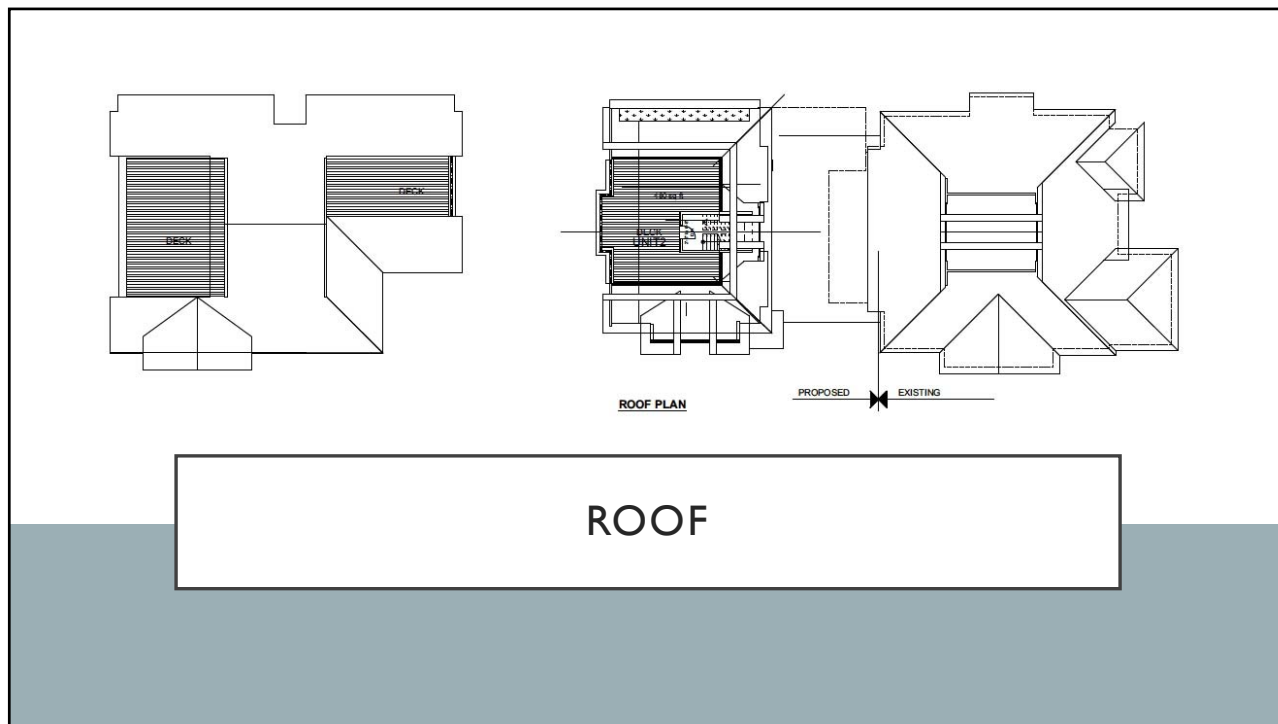 DECK
DECK
DECK
UNIT2
ROOF PLAN
PROPOSED
EXISTING
ROOF